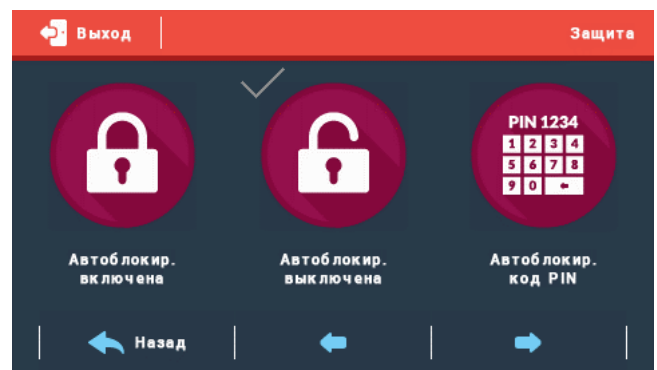 Выход
Защита
PIN 1234
1 2 3 4
5 6 7 8
9 0
Автоблокир.
включена
Автоблокир.
выключена
Автоблокир.
код PIN
Назад